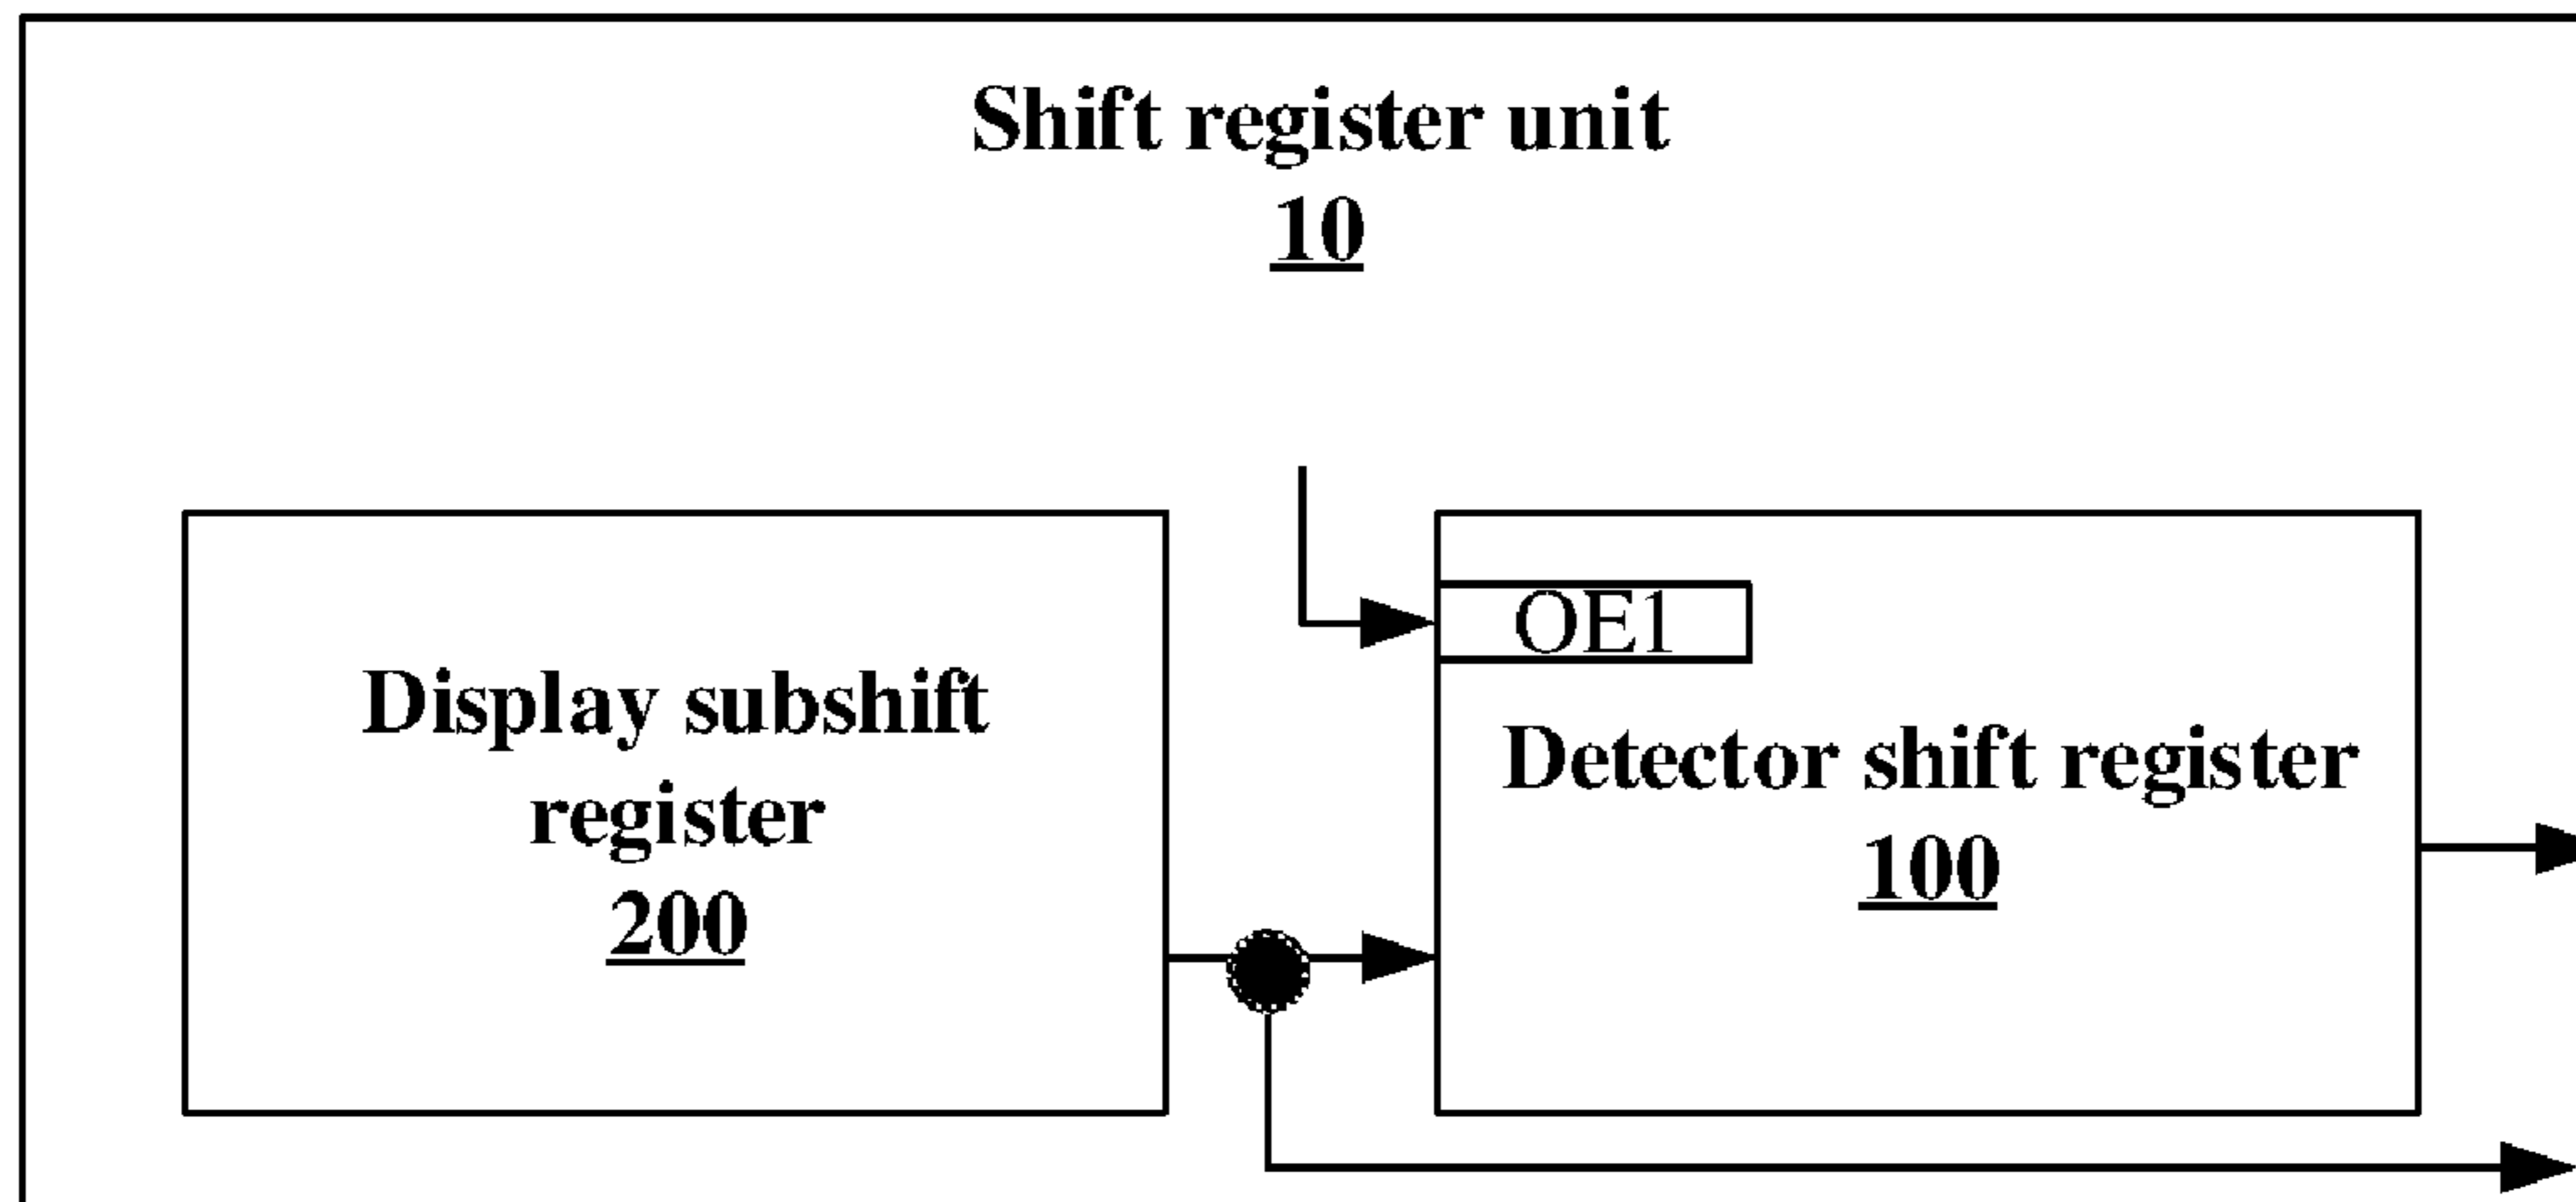 Shift register unit
10
Display subshift
register
200
OE1
Detector shift register
100